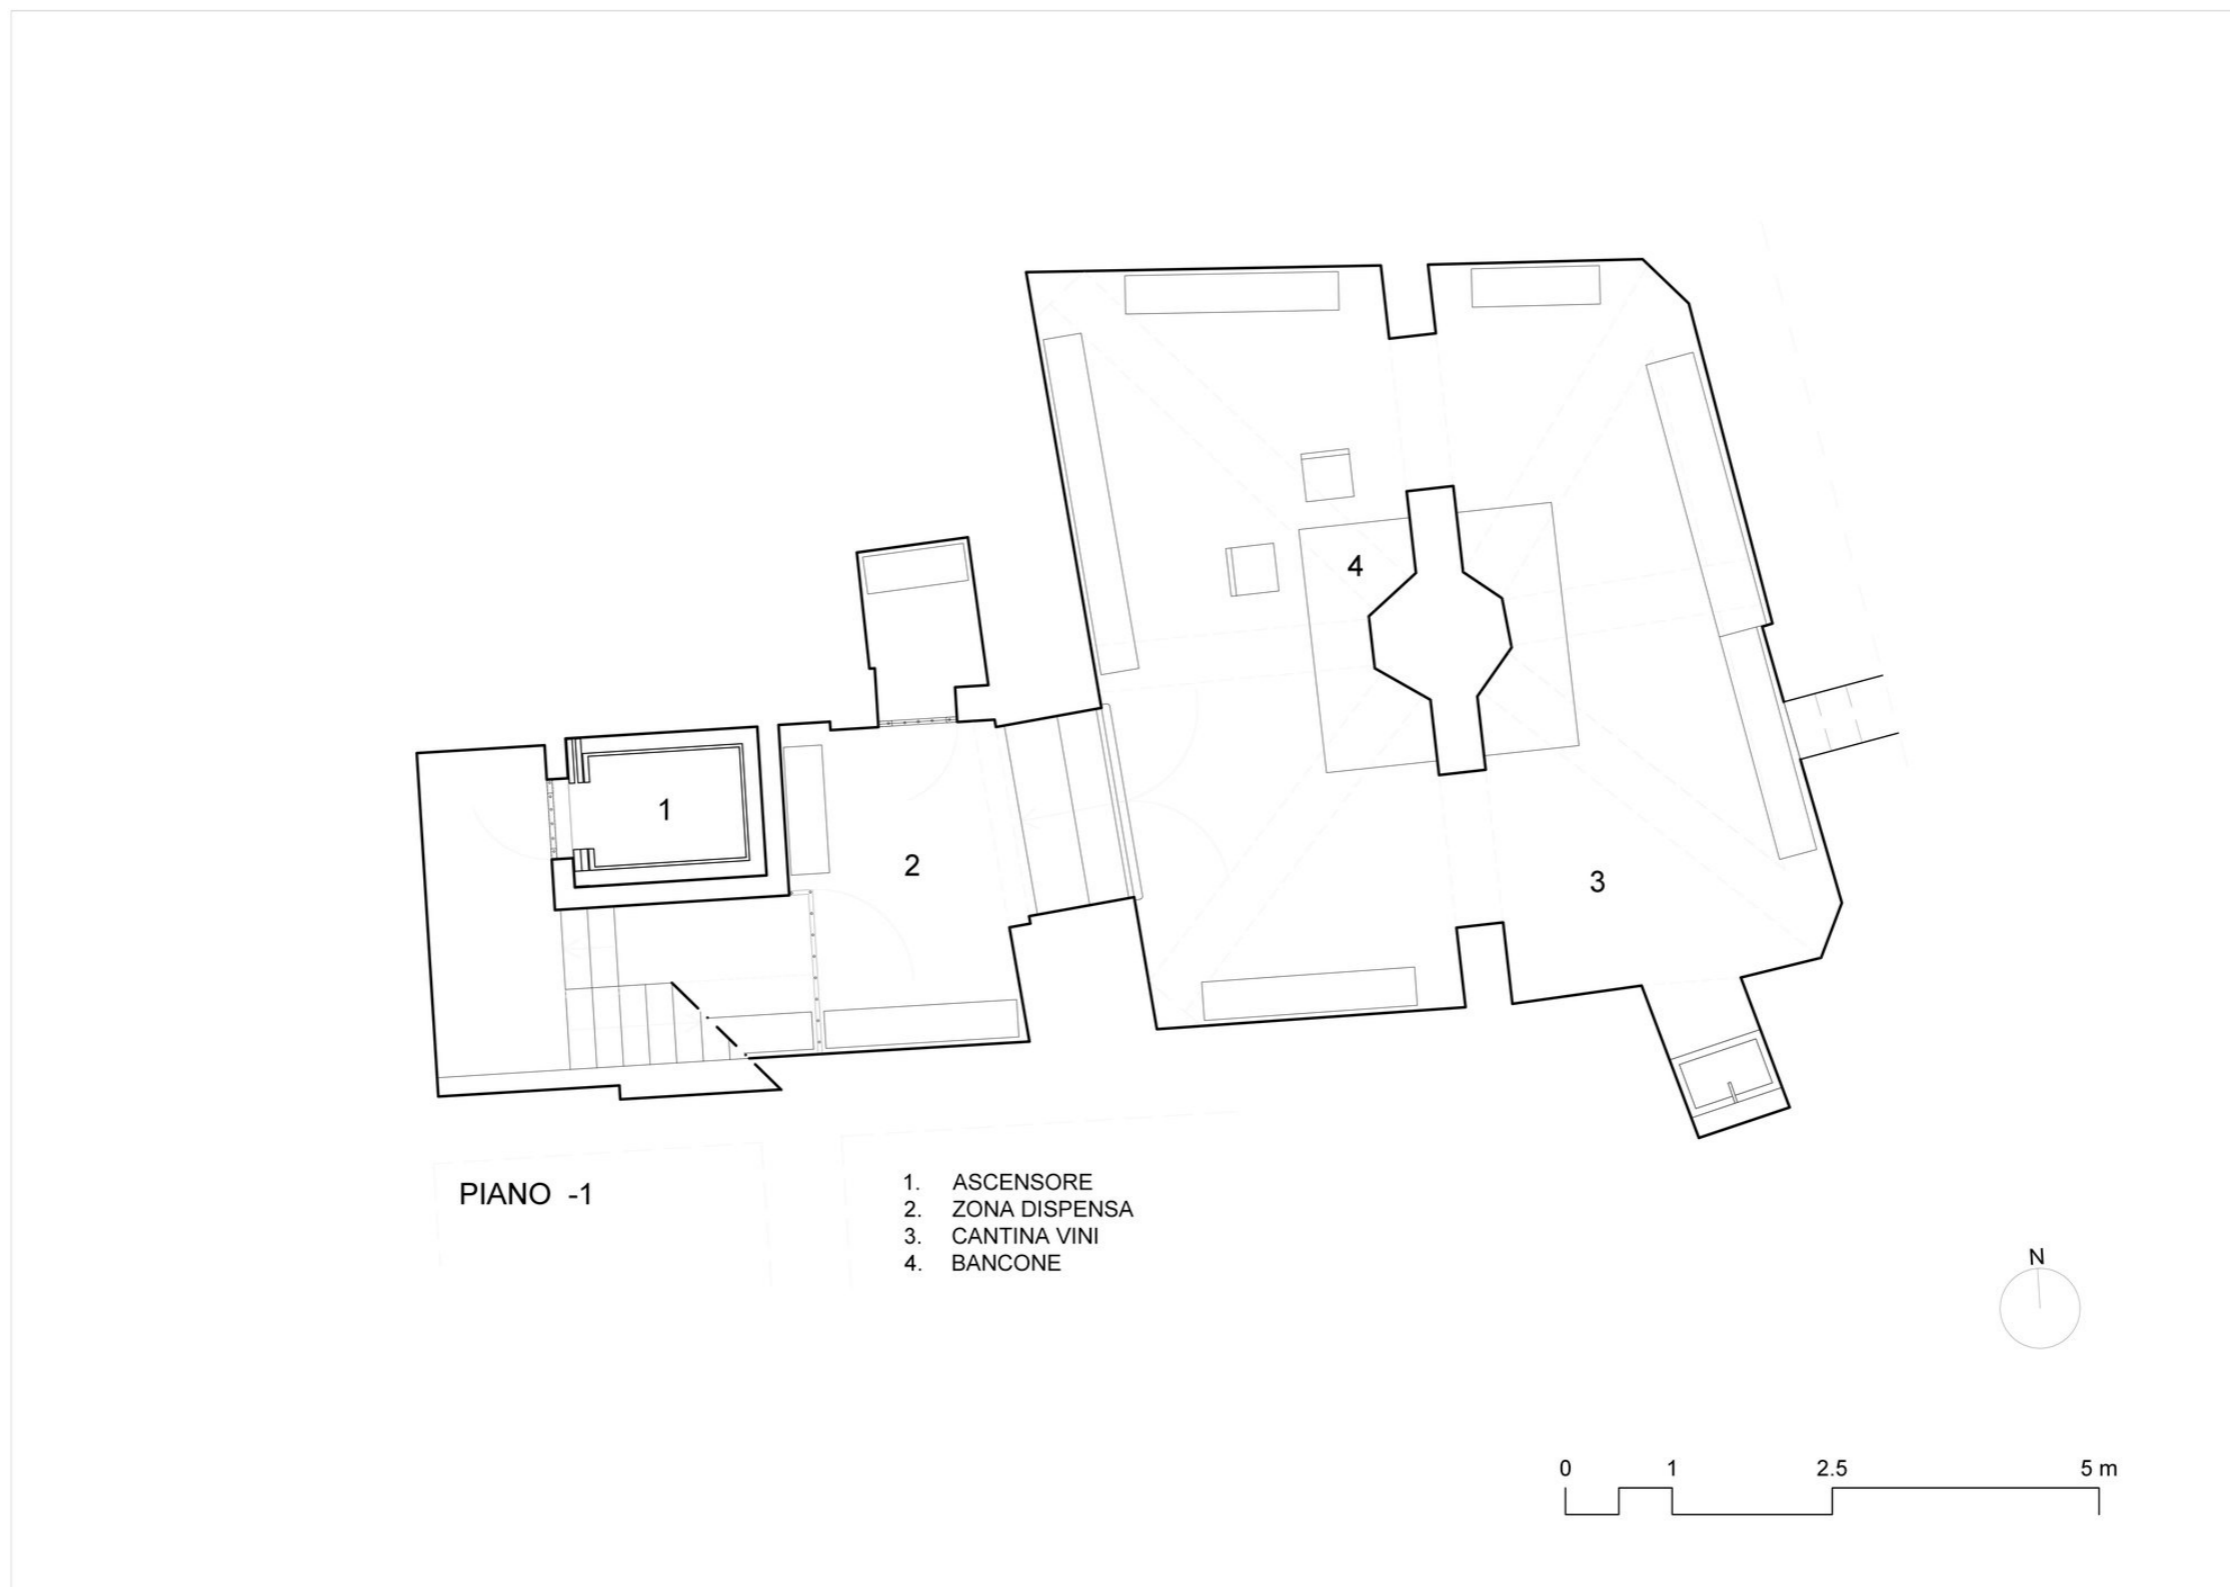 1
2
3
4
PIANO -1
1. ASCENSORE
2. ZONA DISPENSA
3. CANTINA VINI
4. BANCONE
N
0 1 2.5 5 m